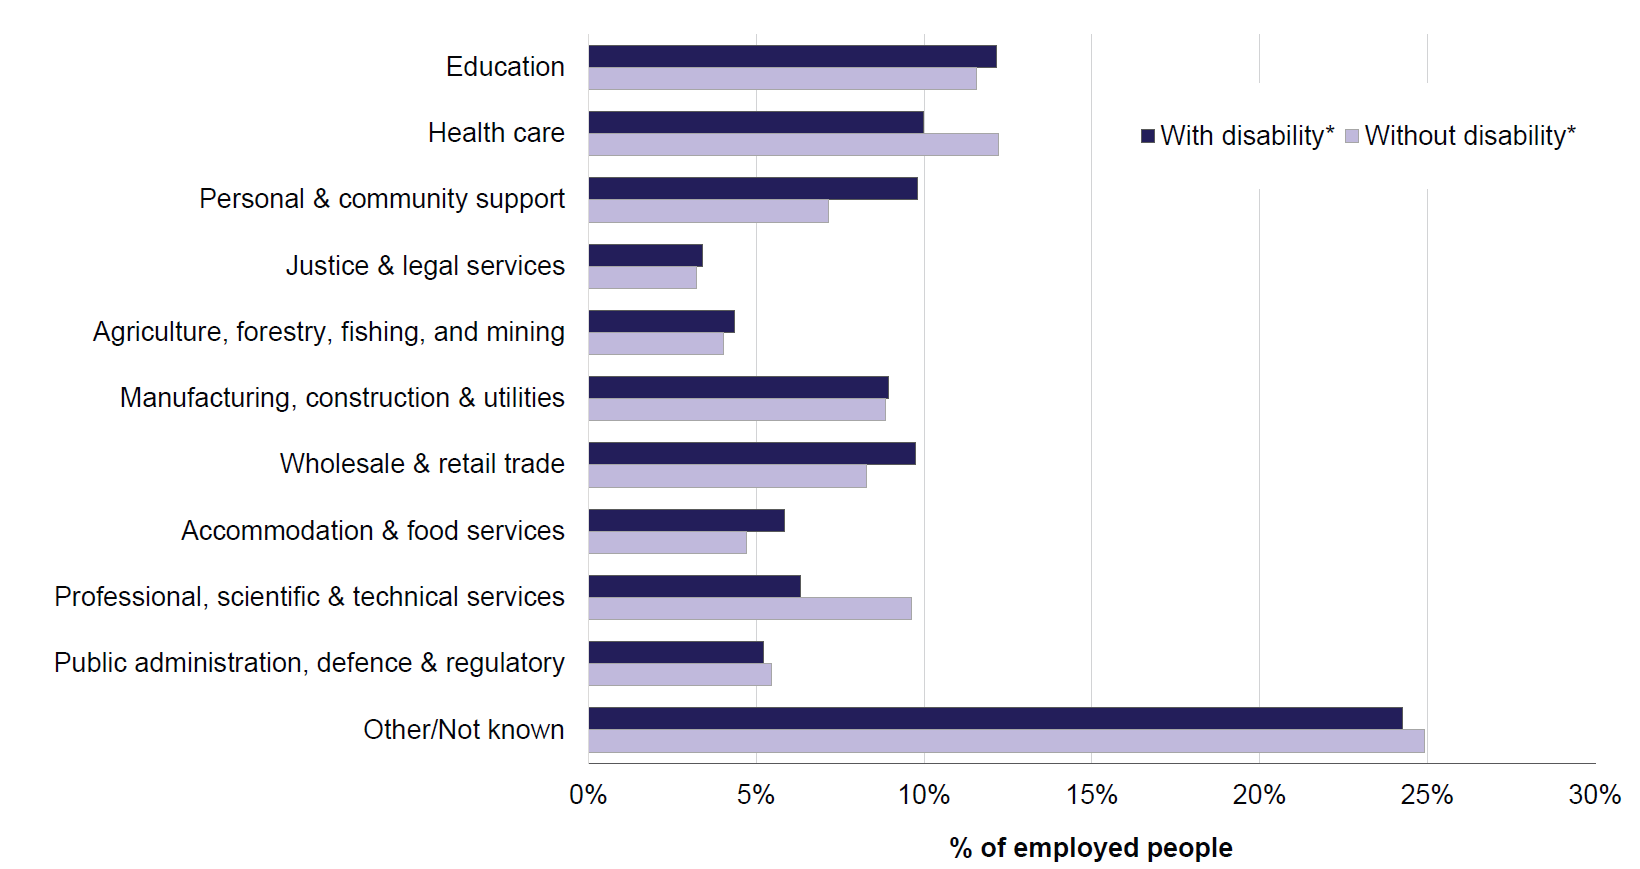 Education
Health care
With disability* Without disability*
Personal & community support
Justice & legal services
Agriculture, forestry, fishing, and mining
Manufacturing, construction & utilities
Wholesale & retail trade
Accommodation & food services
Professional, scientific & technical services
Public administration, defence & regulatory
Other/Not known
0% 5% 10% 15% 20% 25% 30%
% of employed people